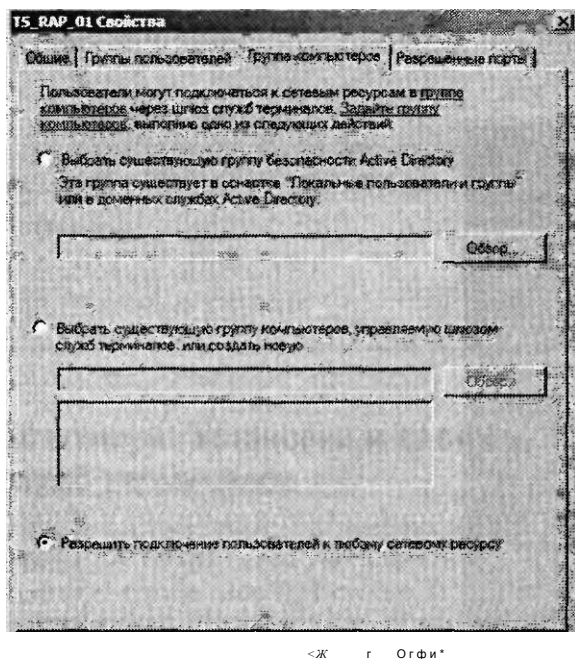 TS_RAP_01 Свойства
Общие Группы пользователей Группа компьютеров Разрешенные порты
Пользователи могут подключаться к сетевым ресурсам в группе
компьютеров через шлюз служб терминалов. Задайте группу
компьютеров, выполнив одно из следующих действий:
Выбрать существующую группу безопасности Active Directory
Эта группа существует в оснастке "Локальные пользователи и группы"
или в доменных службах Active Directory.
Обзор...
Выбрать существующую группу компьютеров, управляемую шлюзом
служб терминалов, или создать новую
Обзор...
Разрешить подключение пользователей к любому сетевому ресурсу